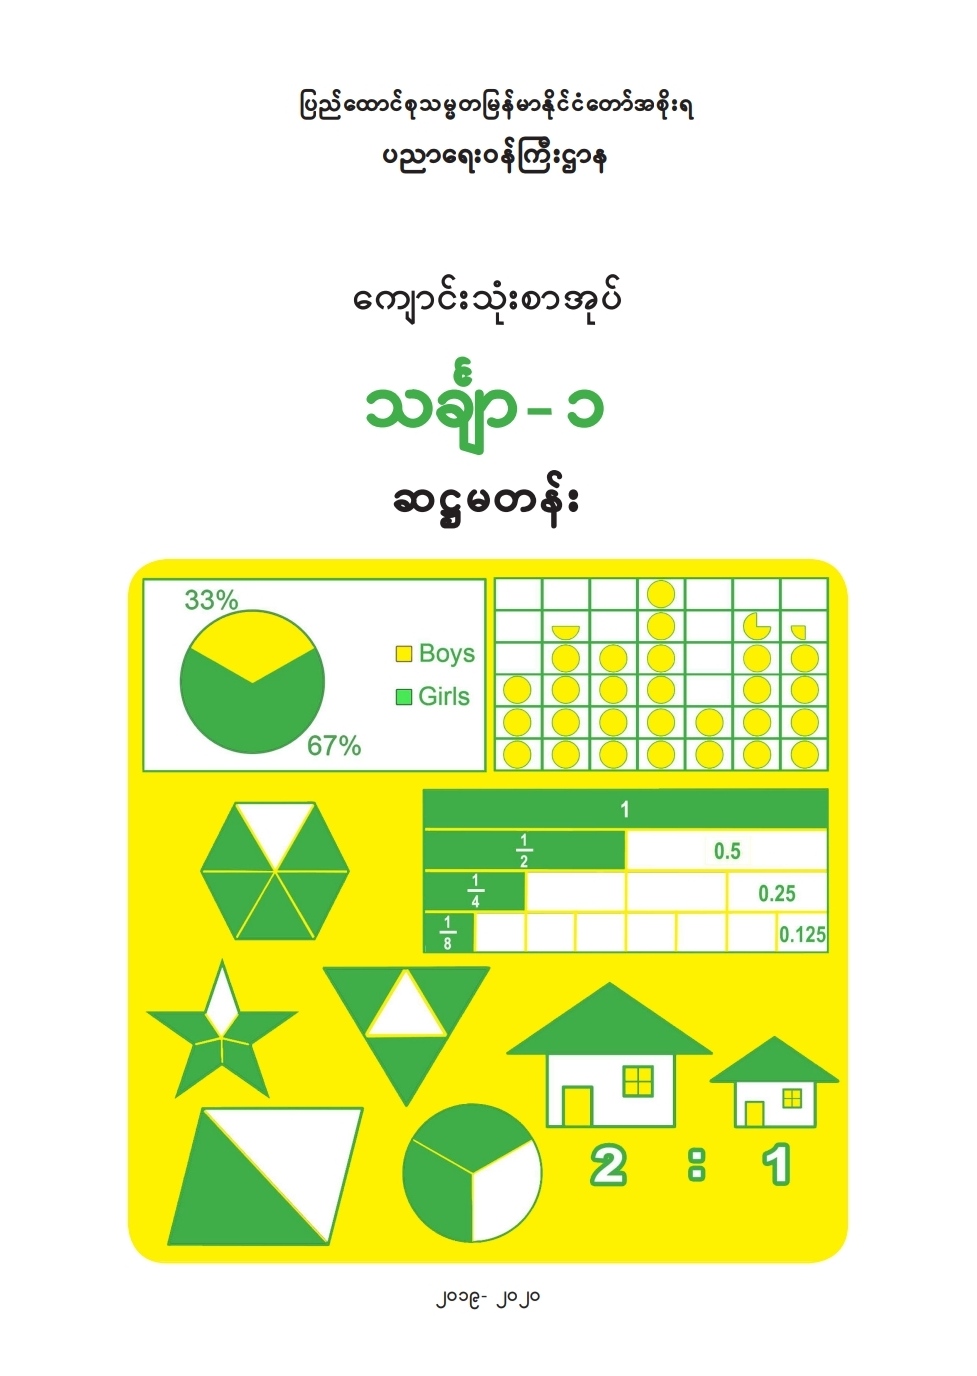 ပြည်ထောင်စုသမ္မတမြန်မာနိုင်ငံတော်အစိုးရ
ပညာရေးဝန်ကြီးဌာန
ကျောင်းသုံးစာအုပ်
သင်္ချာ - ၁
ဆဋ္ဌမတန်း
33%
Boys
Girls
67%
1
1/2 0.5
1/4 0.25
1/8 0.125
2 : 1
၂၀၁၉- ၂၀၂၀